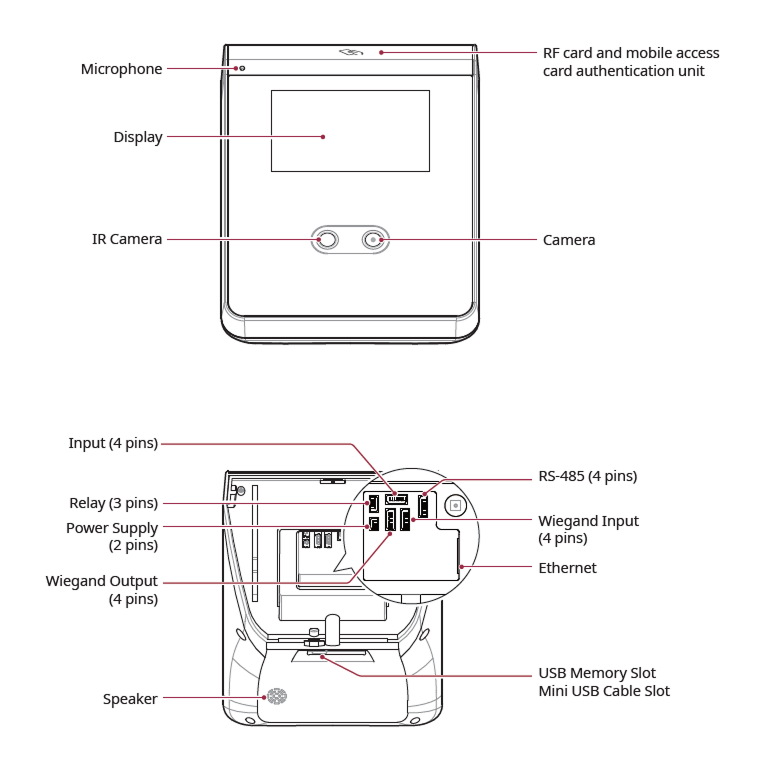 RF card and mobile access
card authentication unit
Microphone
Display
IR Camera
Camera
Input (4 pins)
RS-485 (4 pins)
Relay (3 pins)
Power Supply
(2 pins)
Wiegand Input
(4 pins)
Ethernet
Wiegand Output
(4 pins)
USB Memory Slot
Mini USB Cable Slot
Speaker